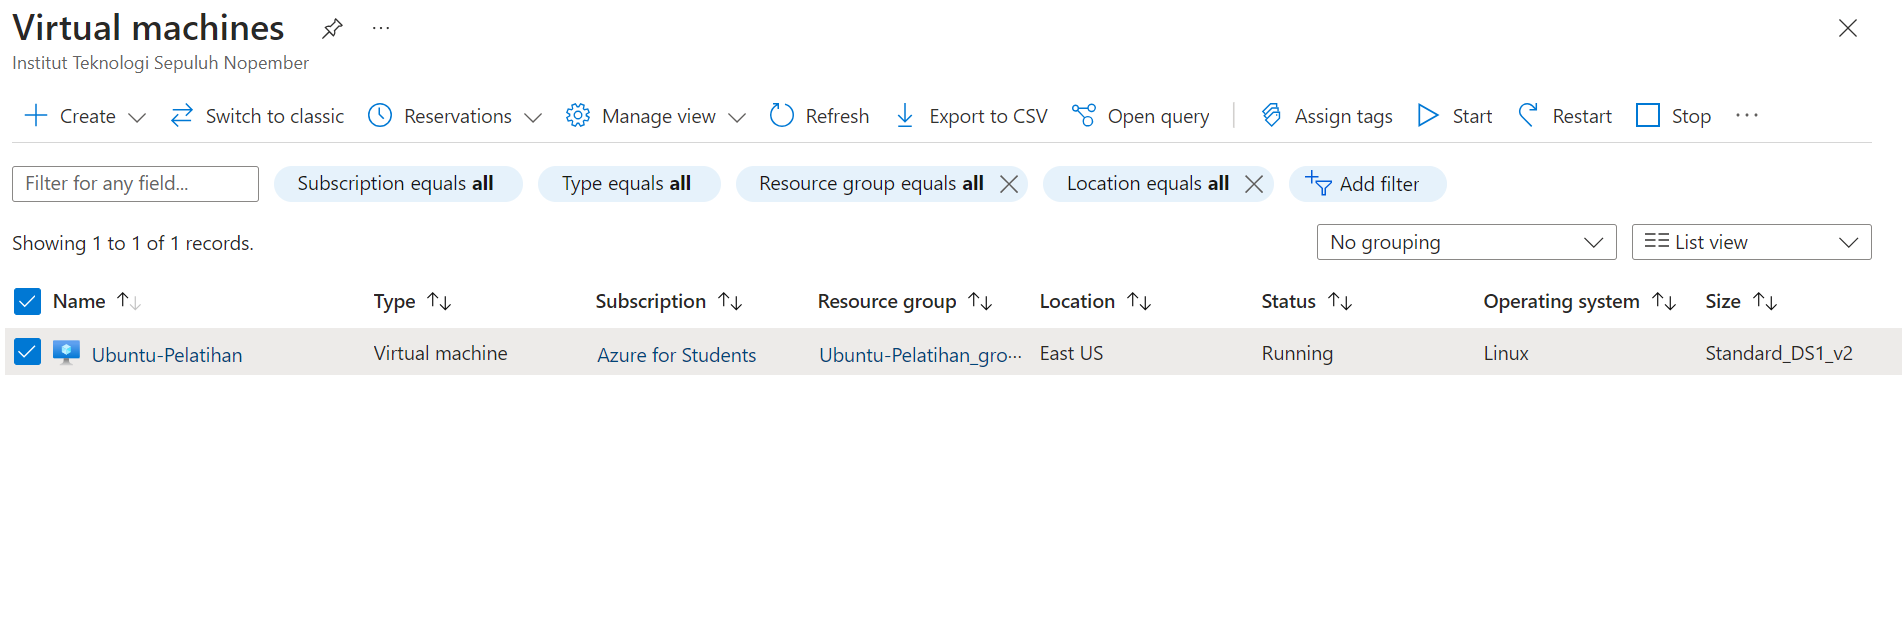 Virtual machines
Institut Teknologi Sepuluh Nopember
Create Switch to classic Reservations Manage view Refresh Export to CSV Open query Assign tags Start Restart Stop
Filter for any field... Subscription equals all Type equals all Resource group equals all Location equals all Add filter
Showing 1 to 1 of 1 records. No grouping List view
Name Type Subscription Resource group Location Status Operating system Size
Ubuntu-Pelatihan Virtual machine Azure for Students Ubuntu-Pelatihan_gro... East US Running Linux Standard_DS1_v2